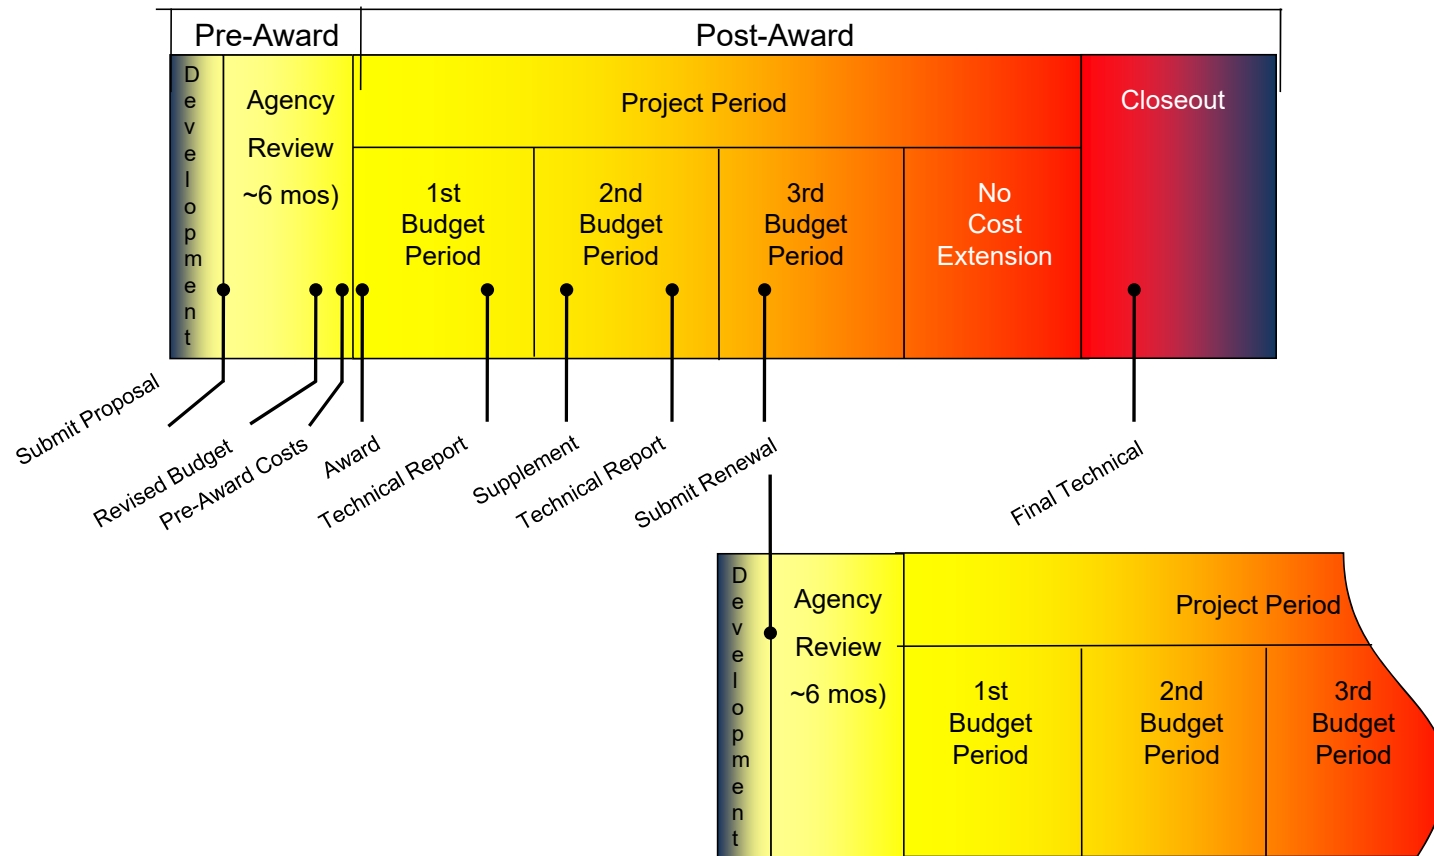 Pre-Award
Post-Award
Development
Agency
Review
~6 mos)
Project Period
Closeout
1st
Budget
Period
2nd
Budget
Period
3rd
Budget
Period
No
Cost
Extension
Submit Proposal
Revised Budget
Pre-Award Costs
Award
Technical Report
Supplement
Technical Report
Submit Renewal
Final Technical
Development
Agency
Review
~6 mos)
Project Period
1st
Budget
Period
2nd
Budget
Period
3rd
Budget
Period